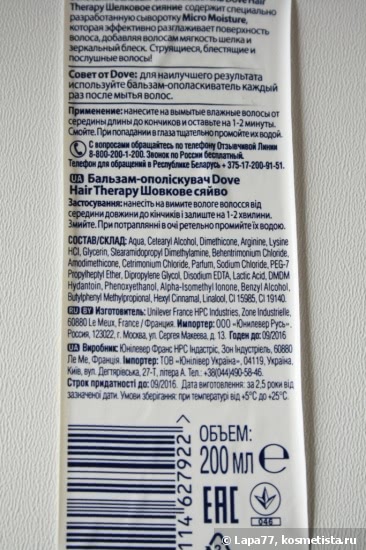 Therapy Шелковое сияние содержит специально
разработанную сыворотку Micro Moisture,
которая эффективно разглаживает поверхность
волоса, добавляя волосам мягкость шелка и
зеркальный блеск. Струящиеся, блестящие и
послушные волосы!
Совет от Dove: для наилучшего результата
используйте бальзам-ополаскиватель каждый
раз после мытья волос.
Применение: нанесите на вымытые влажные волосы от
середины длины до кончиков и оставьте на 1-2 минуты.
Смойте. При попадании в глаза тщательно промойте их водой.
С вопросами обращайтесь по телефону Отзывчивой Линии
8-800-200-1-200. Звонок по России бесплатный.
Телефон для обращений в Республике Беларусь + 375-17-200-91-51.
UA Бальзам-ополіскувач Dove
Hair Therapy Шовкове сяйво
Застосування: нанесіть на вимите вологе волосся від
середини довжини до кінчиків і залиште на 1-2 хвилини.
Змийте. При потраплянні в очі ретельно промийте їх водою.
СОСТАВ/СКЛАД: Aqua, Cetearyl Alcohol, Dimethicone, Arginine, Lysine
HCl, Glycerin, Stearamidopropyl Dimethylamine, Behentrimonium Chloride,
Amodimethicone, Cetrimonium Chloride, Parfum, Sodium Chloride, PEG-7
Propylheptyl Ether, Dipropylene Glycol, Disodium EDTA, Lactic Acid, DMDM
Hydantoin, Phenoxyethanol, Alpha-Isomethyl Ionone, Benzyl Alcohol,
Butylphenyl Methylpropional, Hexyl Cinnamal, Linalool, CI 15985, CI 19140.
RU BY Изготовитель: Unilever France HPC Industries, Zone Industrielle,
60880 Le Meux, France / Франция. Импортер: ООО «Юнилевер Русь»,
Россия, 123022, г. Москва, ул. Сергея Макеева, д. 13. Годен до: 09/2016
UA Виробник: Юнілевер Франс HPC Індастріс, Зон Індустріель, 60880
Ле Ме, Франція. Імпортер: ТОВ «Юнілівер Україна», 04119, Україна,
Київ, вул. Дегтярівська, 27-Т, літера А. Тел.: +38(044)490-58-46.
Строк придатності до: 09/2016. Дата виготовлення: за 2,5 роки від
зазначеної дати. Умови зберігання: при температурі від +5°C до +25°C.
114627922 >
ОБЪЕМ:
200 МЛ e
EAC
046
© Lapa77, kosmetista.ru